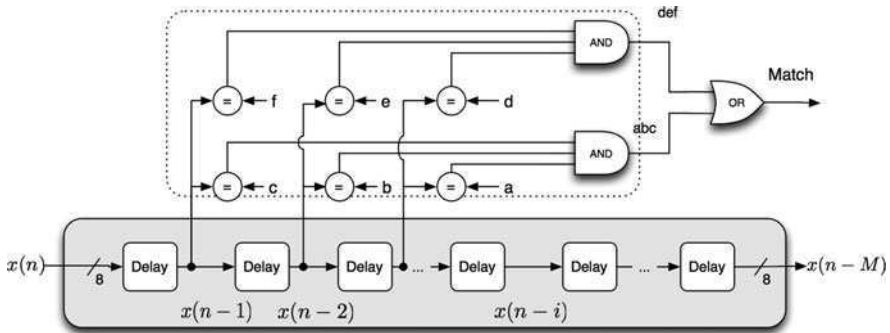 def
AND
= f = e = d
Match
OR
abc
AND
= c = b = a
x(n) 8 Delay Delay Delay ... Delay Delay ... Delay 8 x(n − M)
x(n − 1) x(n − 2) x(n − i)